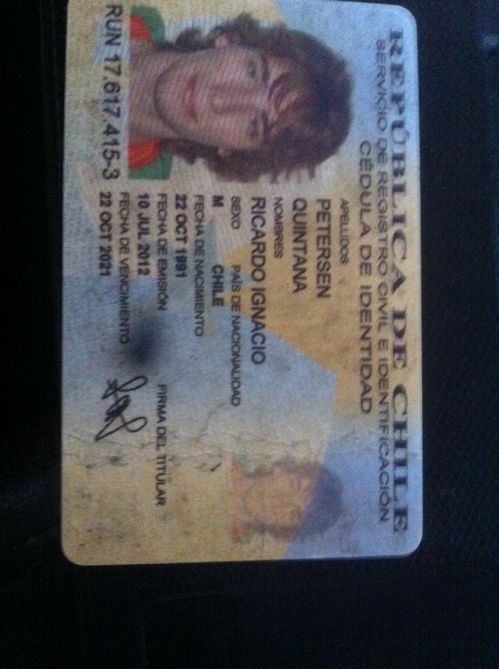 REPÚBLICA DE CHILE
SERVICIO DE REGISTRO CIVIL E IDENTIFICACIÓN
CÉDULA DE IDENTIDAD
APELLIDOS
PETERSEN
QUINTANA
NOMBRES
RICARDO IGNACIO
SEXO PAÍS DE NACIONALIDAD
M CHILE
FECHA DE NACIMIENTO
22 OCT 1991
FECHA DE EMISIÓN
10 JUL 2012
FECHA DE VENCIMIENTO
22 OCT 2021
FIRMA DEL TITULAR
RUN 17.617.415-3